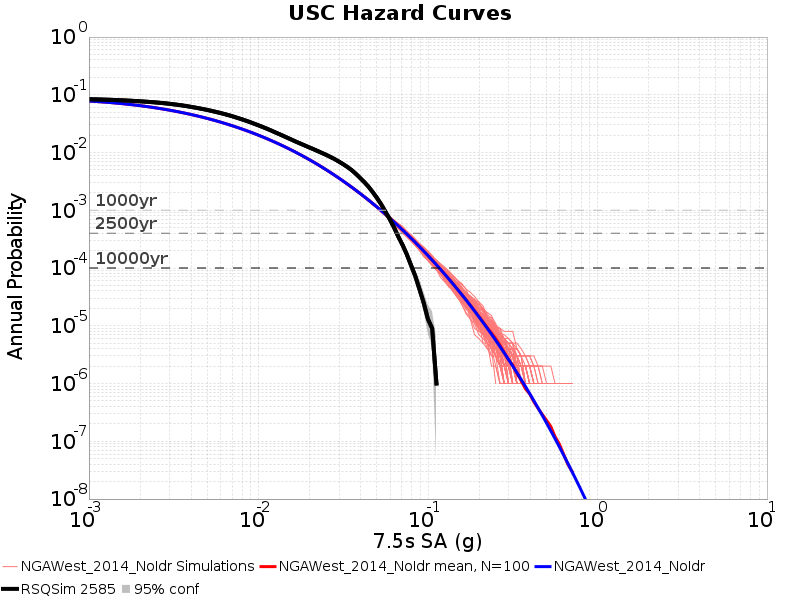 USC Hazard Curves
10^0
10^-1
10^-2
10^-3
10^-4
10^-5
10^-6
10^-7
10^-8
Annual Probability
1000yr
2500yr
10000yr
10^-3 10^-2 10^-1 10^0 10^1
7.5s SA (g)
NGAWest_2014_NoIdr Simulations NGAWest_2014_NoIdr mean, N=100 NGAWest_2014_NoIdr
RSQSim 2585 95% conf